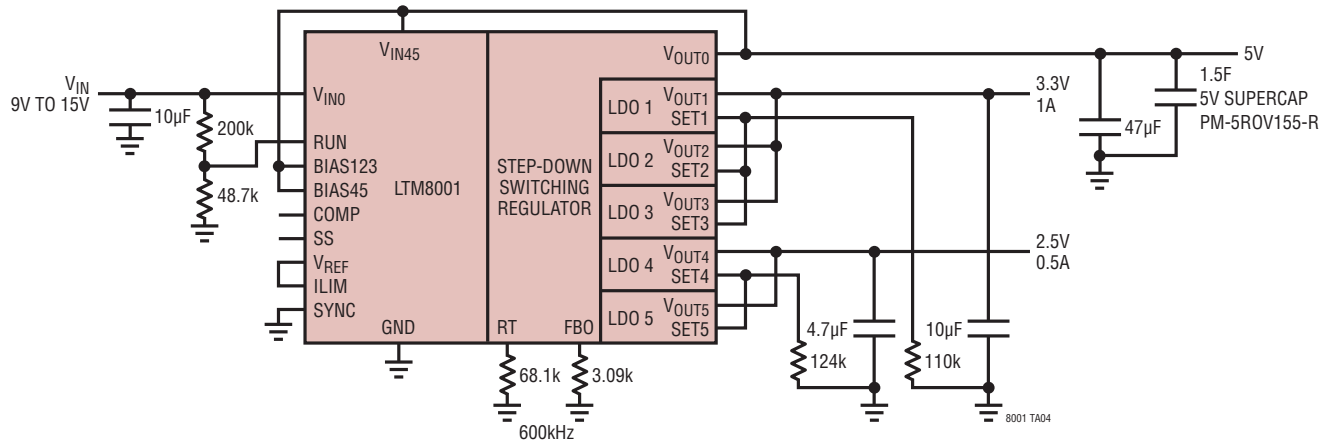 VIN
9V TO 15V
10µF
200k
48.7k
VIN45
VIN0
RUN
BIAS123
BIAS45
COMP
SS
VREF
ILIM
SYNC
GND
LTM8001
STEP-DOWN
SWITCHING
REGULATOR
RT
FBO
68.1k
3.09k
600kHz
VOUT0
LDO 1
VOUT1
SET1
LDO 2
VOUT2
SET2
LDO 3
VOUT3
SET3
LDO 4
VOUT4
SET4
LDO 5
VOUT5
SET5
5V
3.3V
1A
47µF
1.5F
5V SUPERCAP
PM-5ROV155-R
2.5V
0.5A
4.7µF
124k
10µF
110k
8001 TA04